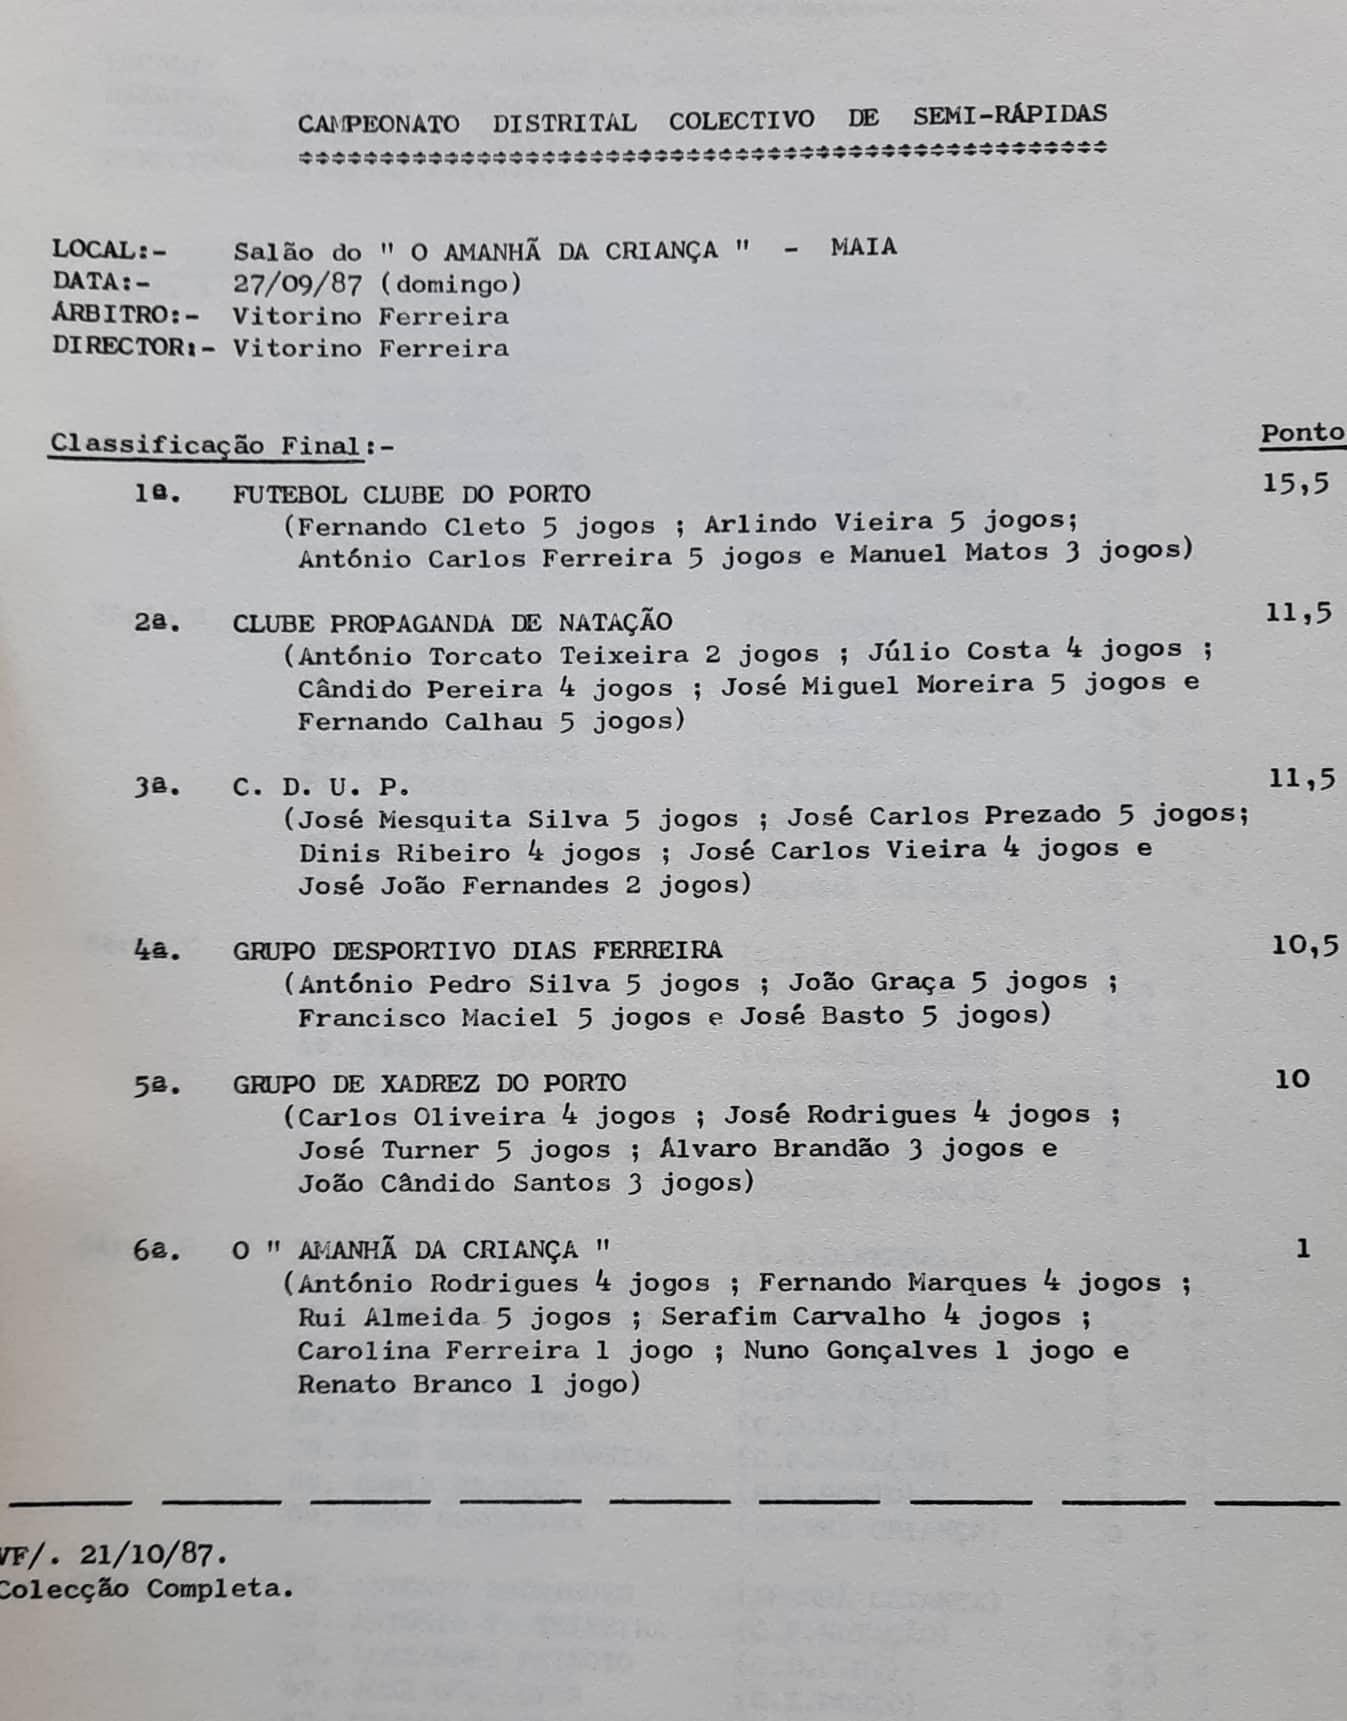 CAMPEONATO DISTRITAL COLECTIVO DE SEMI-RÁPIDAS
LOCAL:- Salão do " O AMANHÃ DA CRIANÇA " - MAIA
DATA:- 27/09/87 (domingo)
ÁRBITRO:- Vitorino Ferreira
DIRECTOR:- Vitorino Ferreira
Classificação Final:- Ponto
1ª. FUTEBOL CLUBE DO PORTO 15,5
(Fernando Cleto 5 jogos ; Arlindo Vieira 5 jogos;
António Carlos Ferreira 5 jogos e Manuel Matos 3 jogos)
2ª. CLUBE PROPAGANDA DE NATAÇÃO 11,5
(António Torcato Teixeira 2 jogos ; Júlio Costa 4 jogos ;
Cândido Pereira 4 jogos ; José Miguel Moreira 5 jogos e
Fernando Calhau 5 jogos)
3ª. C. D. U. P. 11,5
(José Mesquita Silva 5 jogos ; José Carlos Prezado 5 jogos;
Dinis Ribeiro 4 jogos ; José Carlos Vieira 4 jogos e
José João Fernandes 2 jogos)
4ª. GRUPO DESPORTIVO DIAS FERREIRA 10,5
(António Pedro Silva 5 jogos ; João Graça 5 jogos ;
Francisco Maciel 5 jogos e José Basto 5 jogos)
5ª. GRUPO DE XADREZ DO PORTO 10
(Carlos Oliveira 4 jogos ; José Rodrigues 4 jogos ;
José Turner 5 jogos ; Álvaro Brandão 3 jogos e
João Cândido Santos 3 jogos)
6ª. O " AMANHÃ DA CRIANÇA " 1
(António Rodrigues 4 jogos ; Fernando Marques 4 jogos ;
Rui Almeida 5 jogos ; Serafim Carvalho 4 jogos ;
Carolina Ferreira 1 jogo ; Nuno Gonçalves 1 jogo e
Renato Branco 1 jogo)
VF/. 21/10/87.
Colecção Completa.